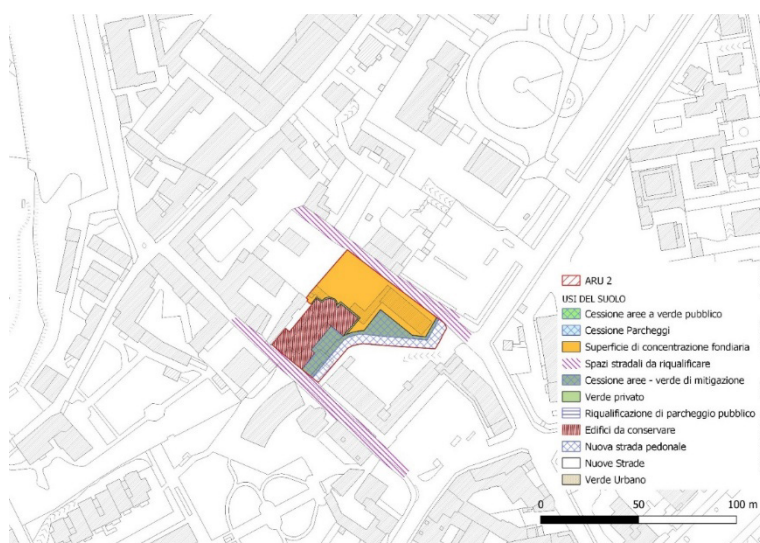 ARU 2
USI DEL SUOLO
Cessione aree a verde pubblico
Cessione Parcheggi
Superficie di concentrazione fondiaria
Spazi stradali da riqualificare
Cessione aree - verde di mitigazione
Verde privato
Riqualificazione di parcheggio pubblico
Edifici da conservare
Nuova strada pedonale
Nuove Strade
Verde Urbano
0 50 100 m